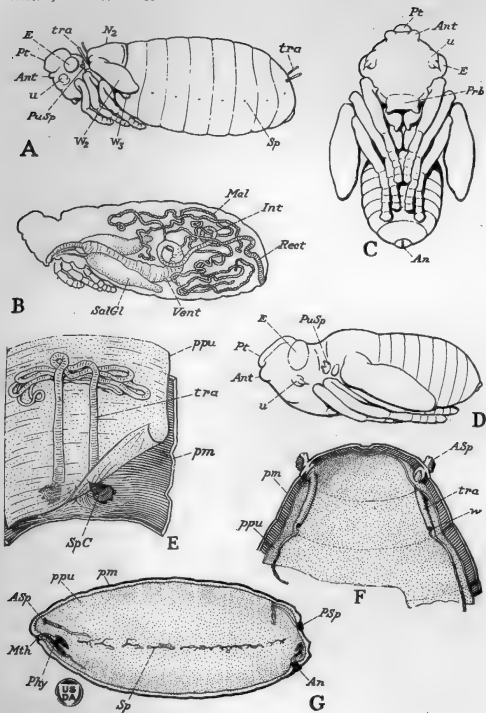 tra N2
E
Pt
Ant
u
PuSp
W2 W3
tra
Sp
A
Pt
Ant
u
E
Frb
An
C
Mal
Int
Rect
SalGl Vent
B
E
PuSp
Pt
Ant
u
D
ppu
tra
pm
SpC
E
ASp
pm
tra
w
ppu
F
ppu pm
ASp
Mth
Phy
Sp
PSp
An
G
US
DA